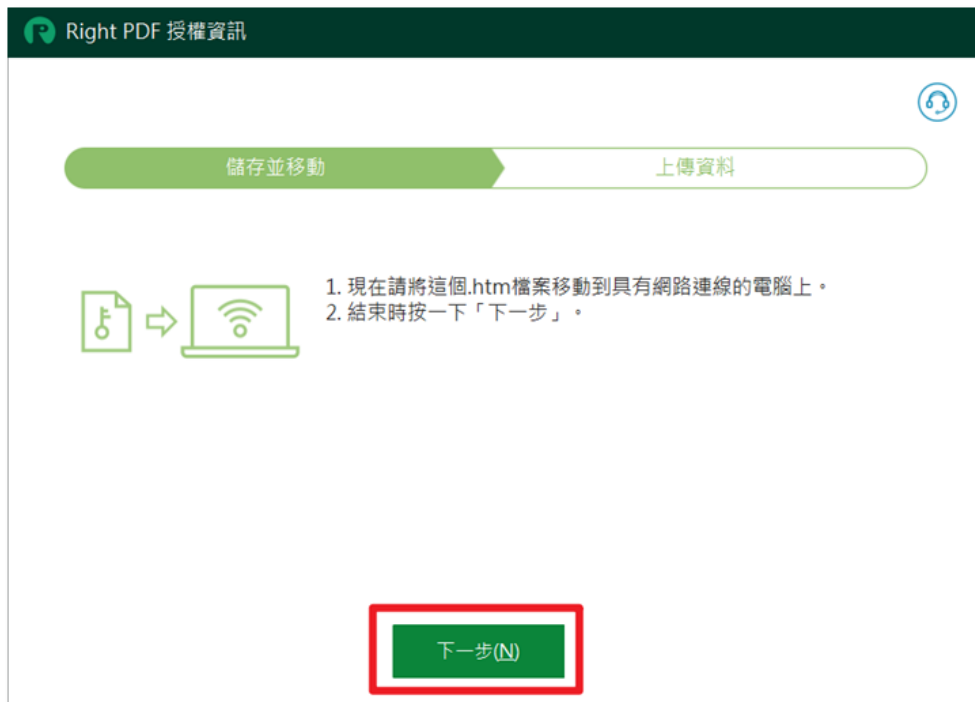 Right PDF 授權資訊
儲存並移動
上傳資料
1. 現在請將這個.htm檔案移動到具有網路連線的電腦上。
2. 結束時按一下「下一步」。
下一步(N)